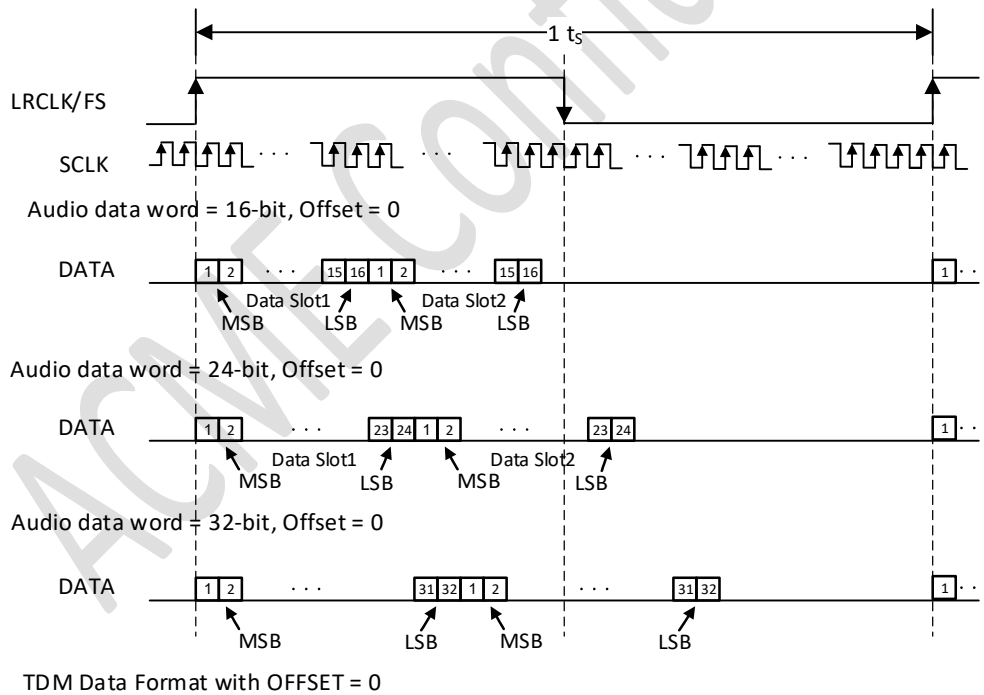 1 tS
LRCLK/FS
SCLK
Audio data word = 16-bit, Offset = 0
DATA 1 2 · · · 15 16 1 2 · · · 15 16 1 · ·
Data Slot1 Data Slot2
MSB LSB MSB LSB
Audio data word = 24-bit, Offset = 0
DATA 1 2 · · · 23 24 1 2 · · · 23 24 1 · ·
Data Slot1 Data Slot2
MSB LSB MSB LSB
Audio data word = 32-bit, Offset = 0
DATA 1 2 · · · 31 32 1 2 · · · 31 32 1 · ·
MSB LSB MSB LSB
TDM Data Format with OFFSET = 0
ACME Conf